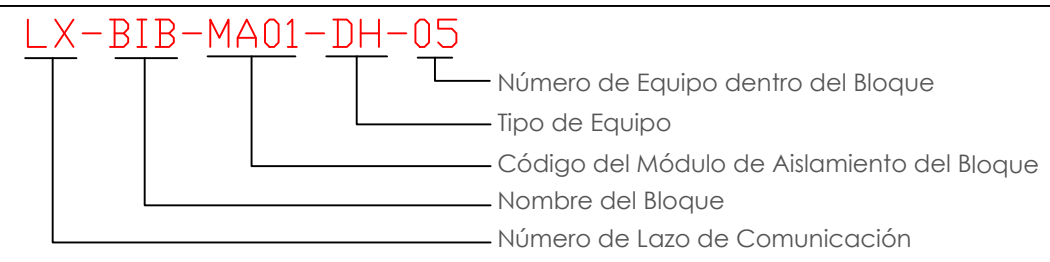 LX-BIB-MA01-DH-05
Número de Equipo dentro del Bloque
Tipo de Equipo
Código del Módulo de Aislamiento del Bloque
Nombre del Bloque
Número de Lazo de Comunicación